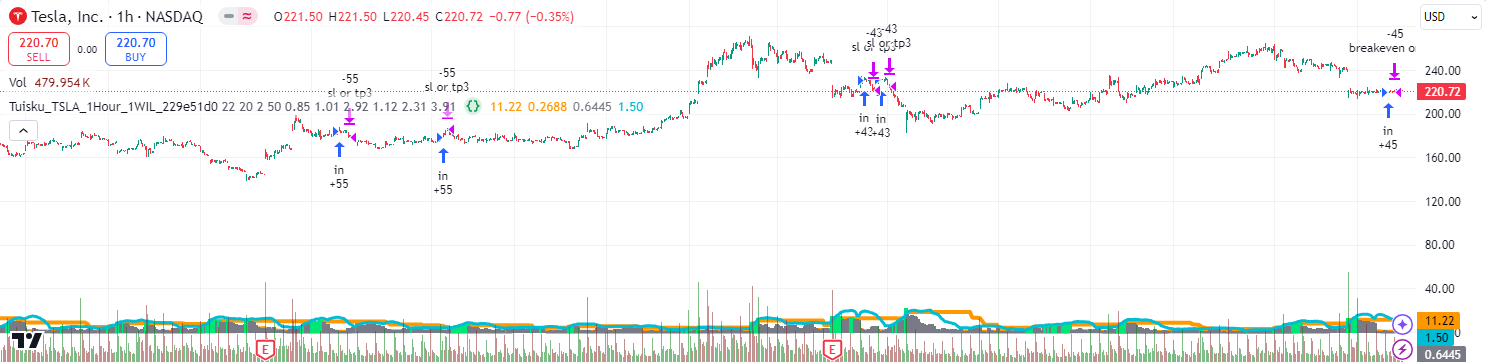 Tesla, Inc. · 1h · NASDAQ O221.50 H221.50 L220.45 C220.72 −0.77 (−0.35%)
USD
220.70 SELL
0.00
220.70 BUY
Vol 479.954K
Tuisku_TSLA_1Hour_1WIL_229e51d0 22 20 2 50 0.85 1.01 2.92 1.12 2.31 3.91 {} 11.22 0.2688 0.6445 1.50
-55
sl or tp3
in
+55
-55
sl or tp3
in
+55
-43
-43
sl or tp3
in
+43
in
+43
-45
breakeven o
in
+45
240.00
220.72
200.00
160.00
120.00
80.00
40.00
11.22
1.50
0.6445
E
E